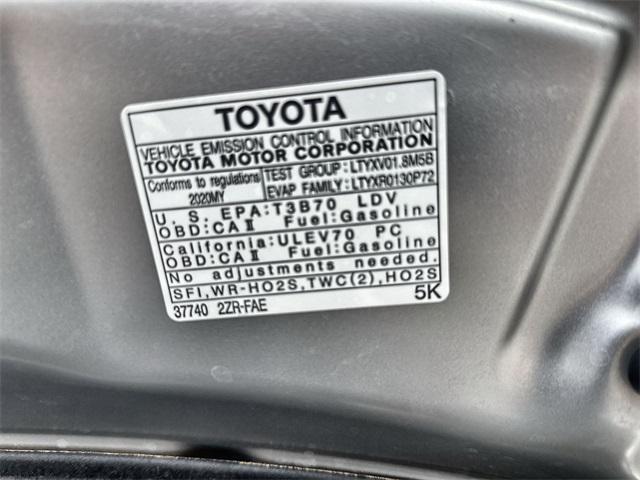 TOYOTA
VEHICLE EMISSION CONTROL INFORMATION
TOYOTA MOTOR CORPORATION
Conforms to regulations
2020MY
TEST GROUP: LTYXV01.8M5B
EVAP FAMILY: LTYXR0130P72
U. S. EPA:T3B70 LDV
OBD:CAⅡ Fuel:Gasoline
California:ULEV70 PC
OBD:CAⅡ Fuel:Gasoline
No adjustments needed.
SFI,WR-HO2S,TWC(2),HO2S
37740 2ZR-FAE 5K